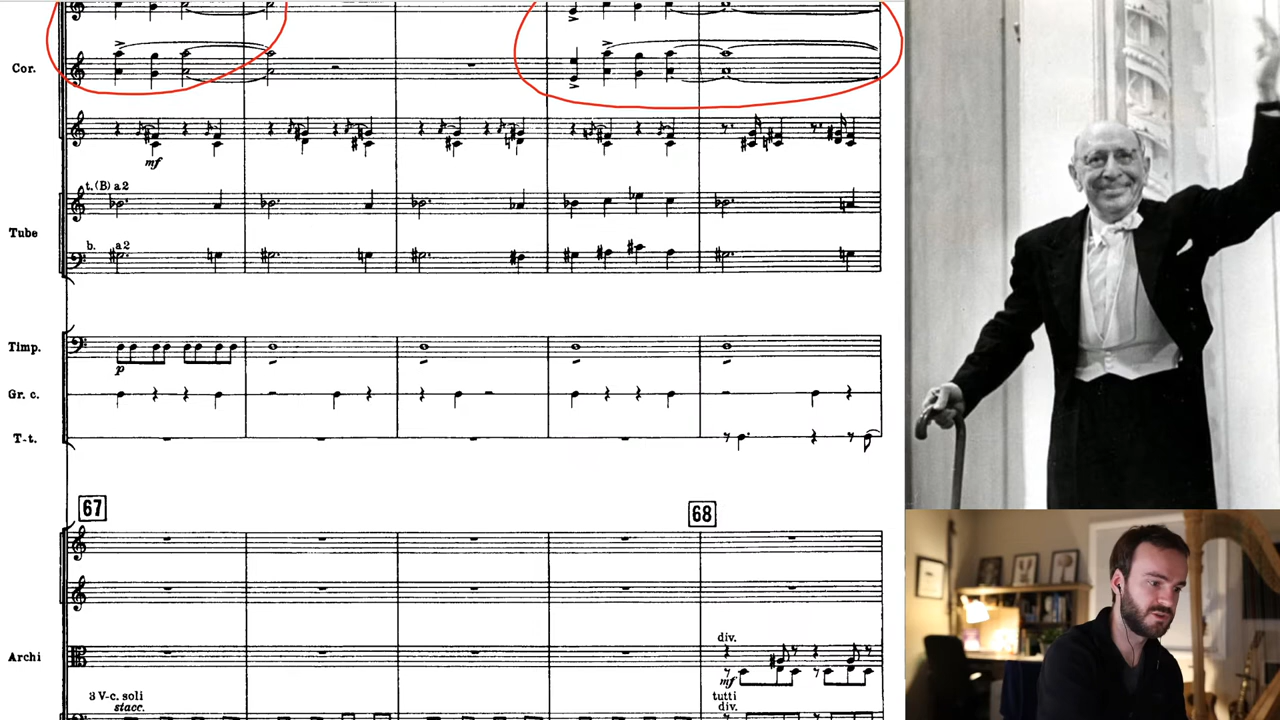 Cor.
mf
t. (B) a 2
Tube
b. a 2
Timp.
p
Gr. c.
T-t.
67
68
div.
Archi
mf
3 V-c. soli
stacc.
tutti
div.